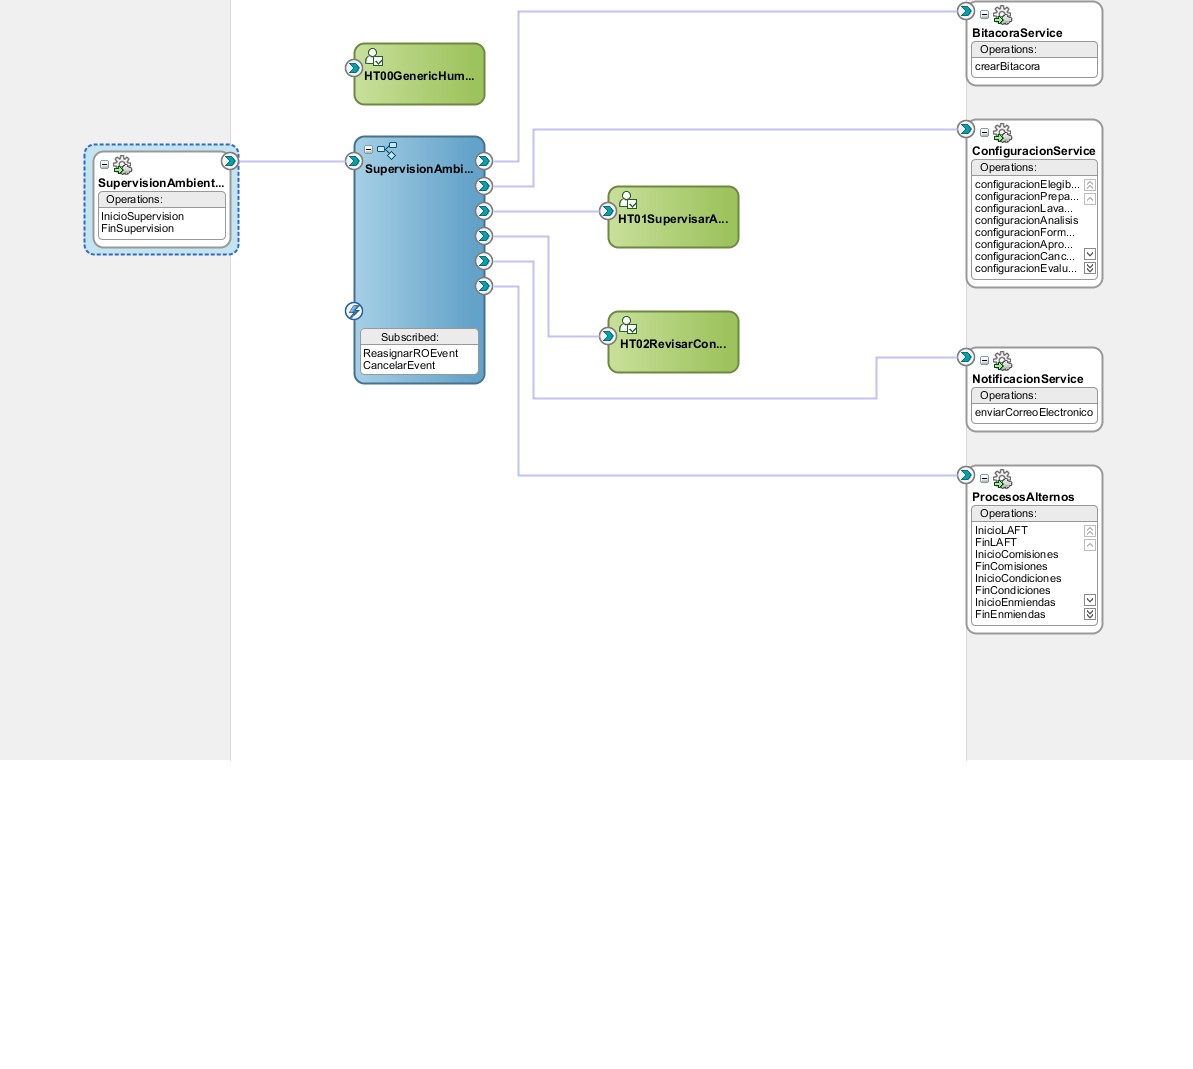 SupervisionAmbient...
Operations:
InicioSupervision
FinSupervision
HT00GenericHum...
SupervisionAmbi...
Subscribed:
ReasignarROEvent
CancelarEvent
HT01SupervisarA...
HT02RevisarCon...
BitacoraService
Operations:
crearBitacora
ConfiguracionService
Operations:
configuracionElegib...
configuracionPrepa...
configuracionLava...
configuracionAnalisis
configuracionForm...
configuracionApro...
configuracionCanc...
configuracionEvalu...
NotificacionService
Operations:
enviarCorreoElectronico
ProcesosAlternos
Operations:
InicioLAFT
FinLAFT
InicioComisiones
FinComisiones
InicioCondiciones
FinCondiciones
InicioEnmiendas
FinEnmiendas